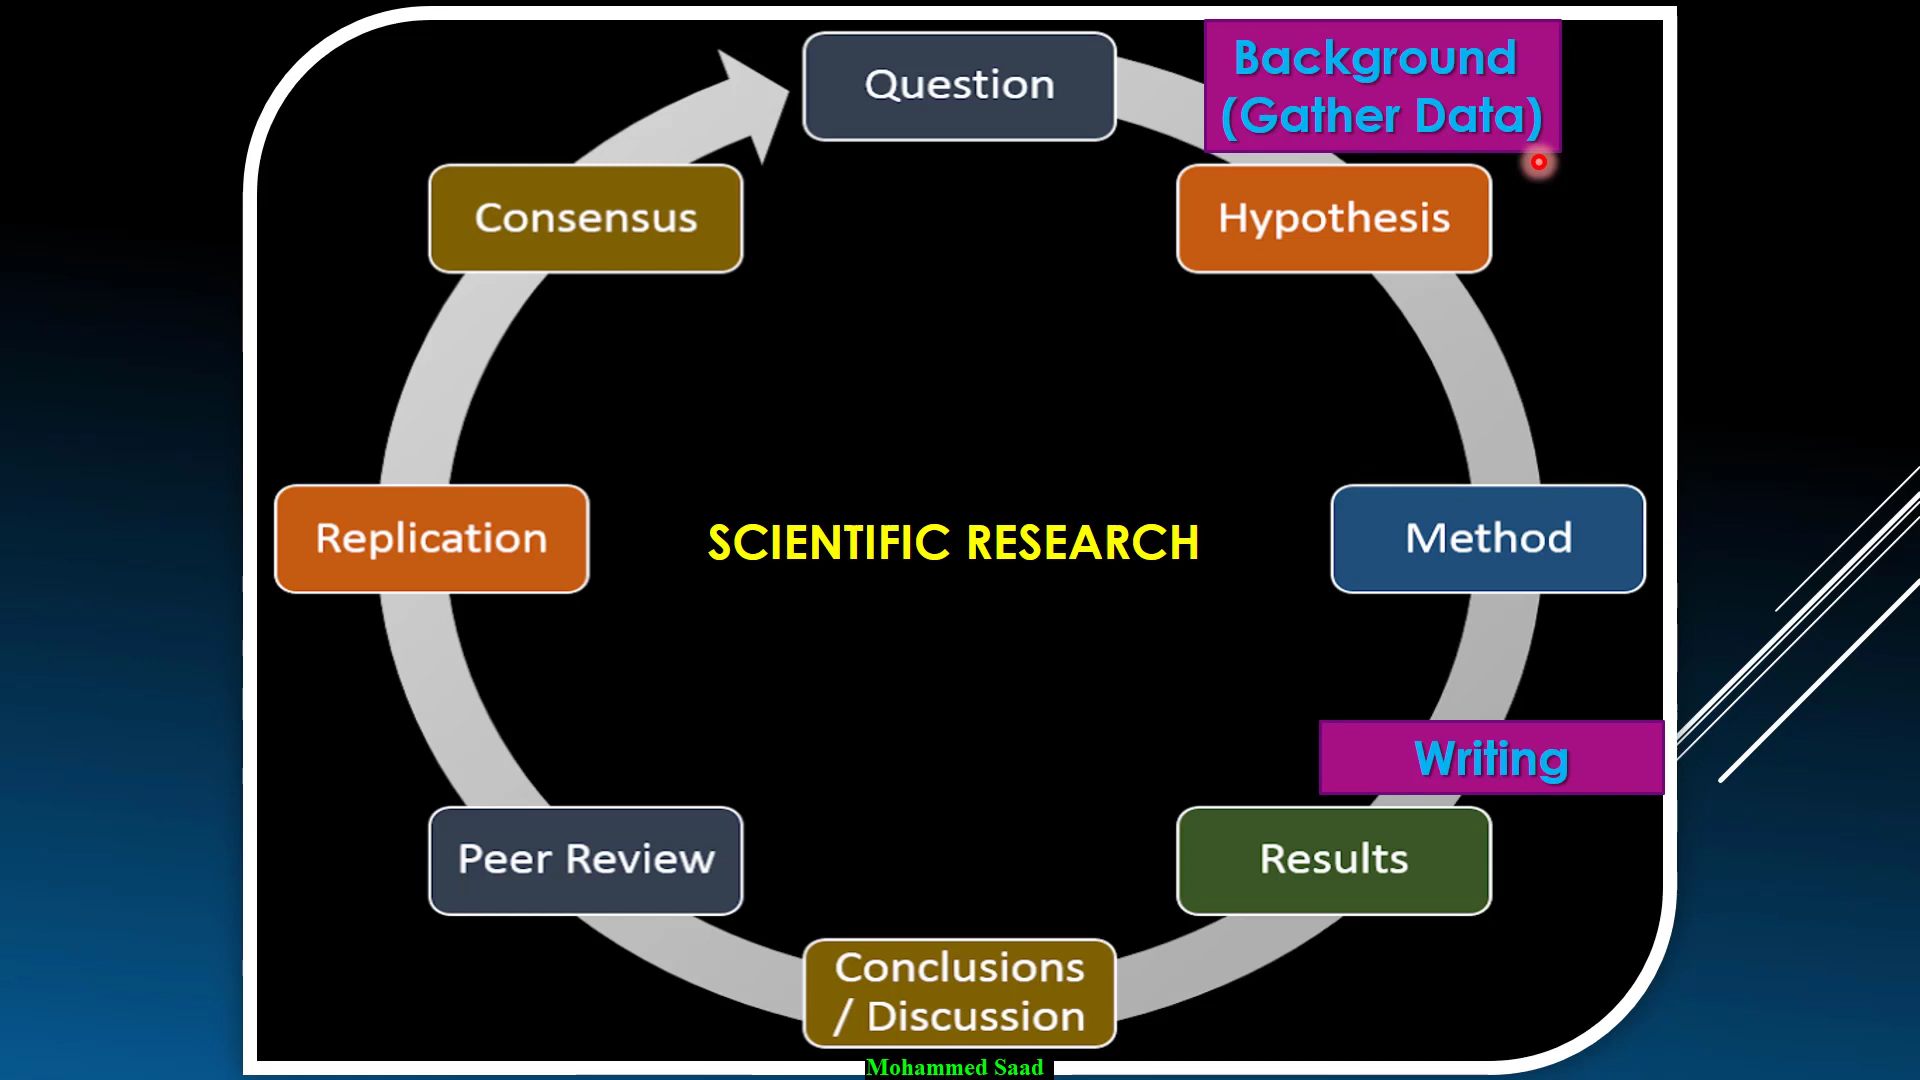 Question
Background
(Gather Data)
Hypothesis
Method
Writing
Results
Conclusions
/ Discussion
Peer Review
Replication
Consensus
SCIENTIFIC RESEARCH
Mohammed Saad